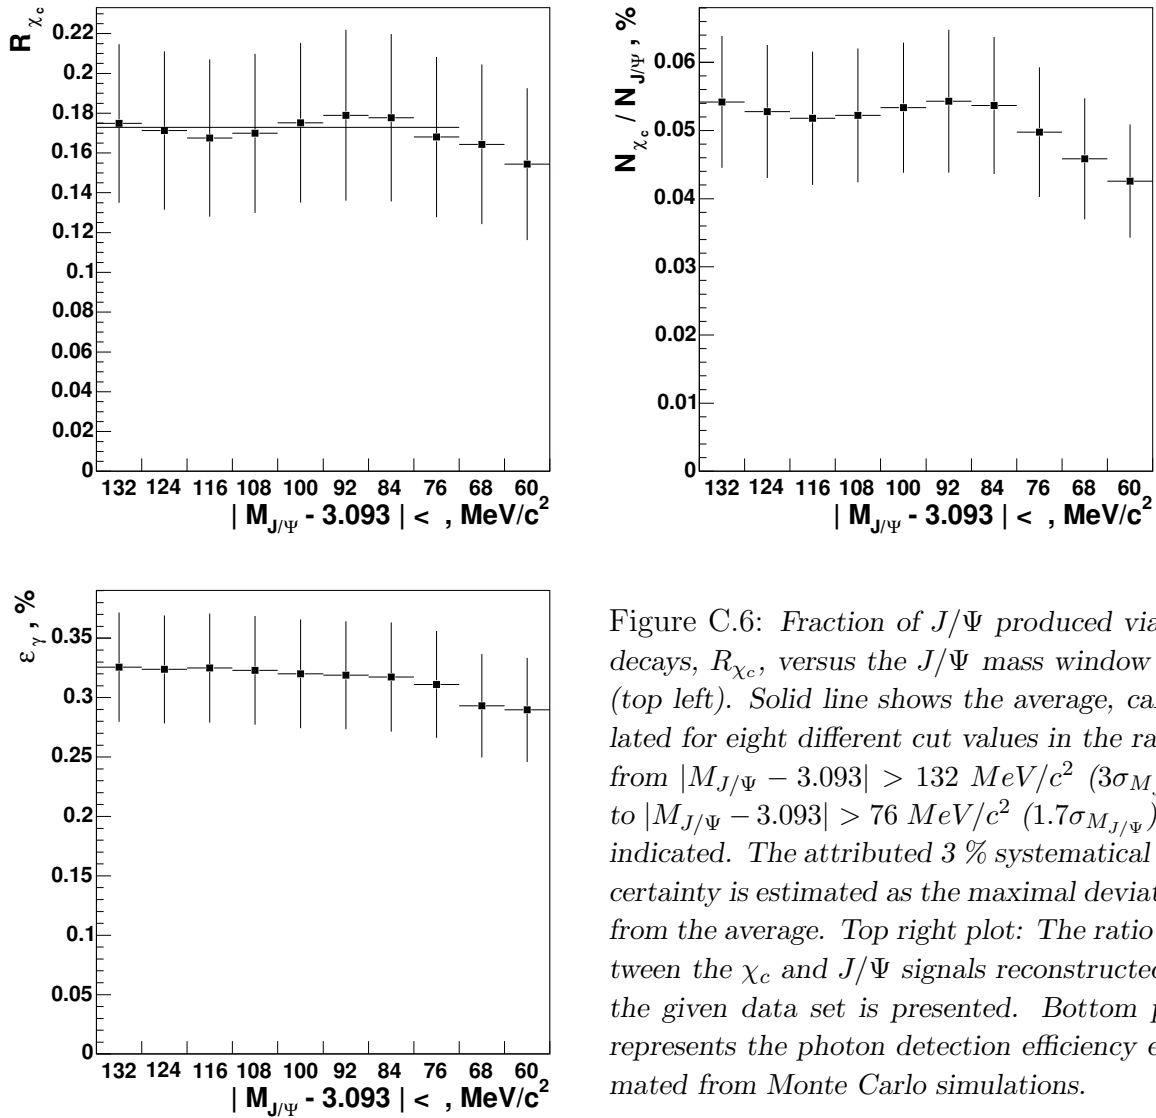 R χc
0.22
0.2
0.18
0.16
0.14
0.12
0.1
0.08
0.06
0.04
0.02
0
132 124 116 108 100 92 84 76 68 60
| M_J/Ψ - 3.093 | < , MeV/c²
N_χc / N_J/Ψ , %
0.06
0.05
0.04
0.03
0.02
0.01
0
132 124 116 108 100 92 84 76 68 60
| M_J/Ψ - 3.093 | < , MeV/c²
ε_γ , %
0.35
0.3
0.25
0.2
0.15
0.1
0.05
0
132 124 116 108 100 92 84 76 68 60
| M_J/Ψ - 3.093 | < , MeV/c²
Figure C.6: Fraction of J/Ψ produced via
decays, R_χc, versus the J/Ψ mass window
(top left). Solid line shows the average, cal
lated for eight different cut values in the ra
from |M_J/Ψ − 3.093| > 132 MeV/c² (3σ_M_J
to |M_J/Ψ − 3.093| > 76 MeV/c² (1.7σ_M_J/Ψ)
indicated. The attributed 3 % systematical
certainty is estimated as the maximal deviat
from the average. Top right plot: The ratio
tween the χc and J/Ψ signals reconstructed
the given data set is presented. Bottom p
represents the photon detection efficiency e
mated from Monte Carlo simulations.